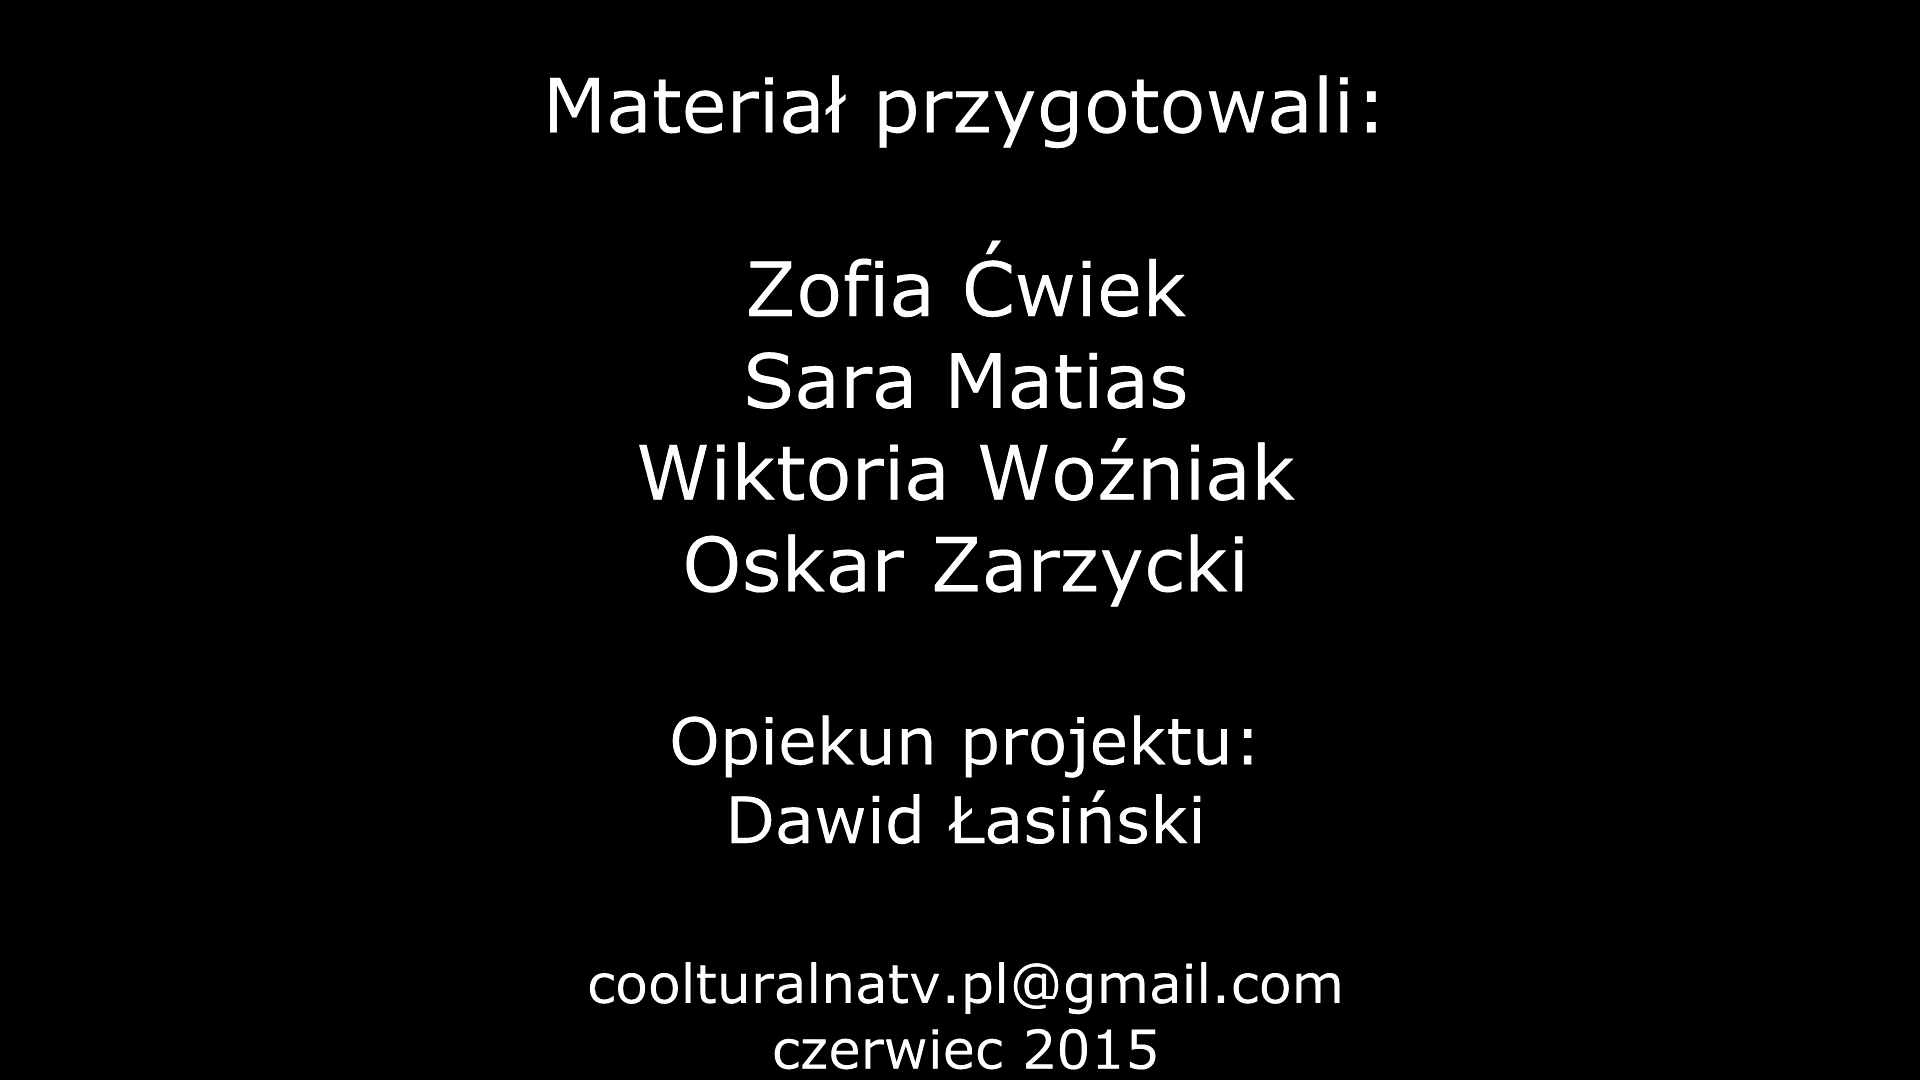 Materiał przygotowali:
Zofia Ćwiek
Sara Matias
Wiktoria Woźniak
Oskar Zarzycki
Opiekun projektu:
Dawid Łasiński
coolturalnatv.pl@gmail.com
czerwiec 2015